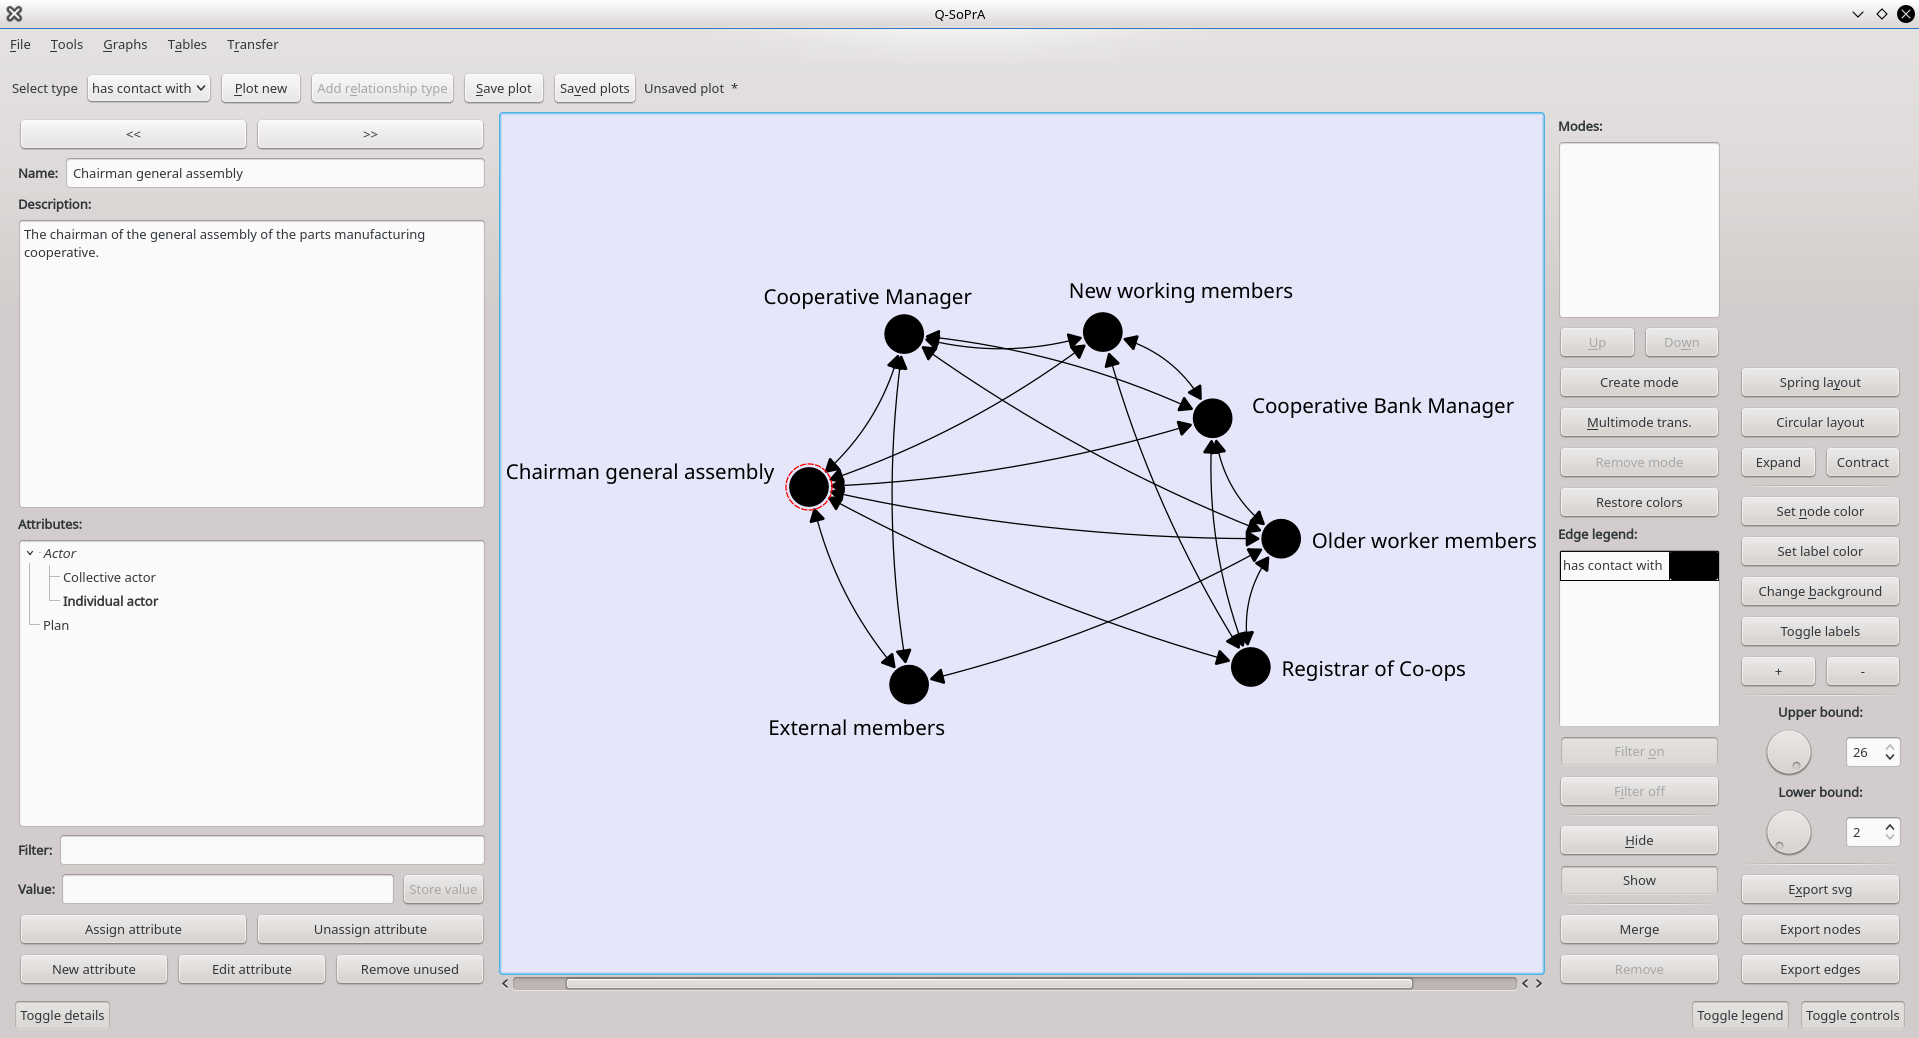 Q-SoPrA
File Tools Graphs Tables Transfer
Select type has contact with Plot new Add relationship type Save plot Saved plots Unsaved plot *
<< >>
Name: Chairman general assembly
Description:
The chairman of the general assembly of the parts manufacturing
cooperative.
Attributes:
Actor
Collective actor
Individual actor
Plan
Filter:
Value: Store value
Assign attribute Unassign attribute
New attribute Edit attribute Remove unused
Toggle details
Cooperative Manager
New working members
Cooperative Bank Manager
Chairman general assembly
Older worker members
Registrar of Co-ops
External members
Modes:
Up Down
Create mode
Multimode trans.
Remove mode
Restore colors
Edge legend:
has contact with
Filter on
Filter off
Hide
Show
Merge
Remove
Spring layout
Circular layout
Expand Contract
Set node color
Set label color
Change background
Toggle labels
+ -
Upper bound:
26
Lower bound:
2
Export svg
Export nodes
Export edges
Toggle legend Toggle controls